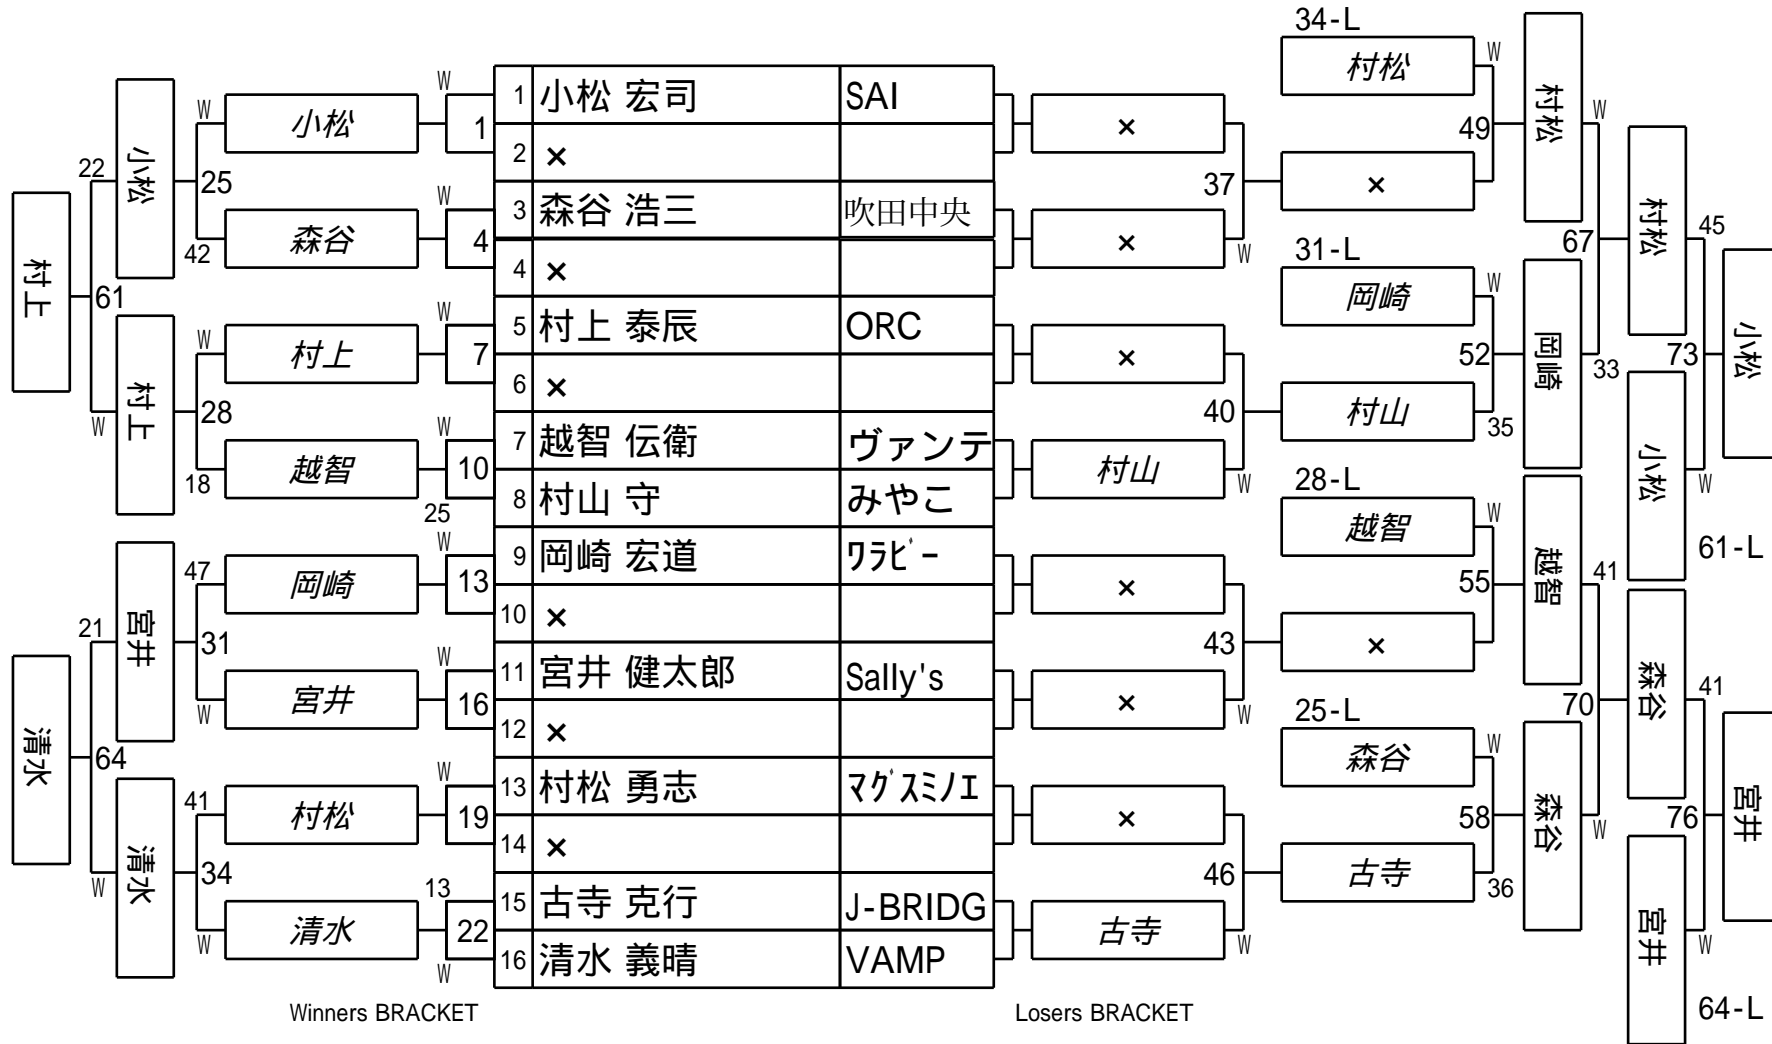 34-L
村松
W
村松
49
×
W
67
31-L
岡崎
W
52
村山
35
岡崎
33
村松
45
73
小松
小松
W
61-L
28-L
越智
W
55
×
越智
41
70
25-L
森谷
W
58
古寺
36
森谷
W
森谷
41
76
宮井
宮井
W
64-L
1 小松 宏司 SAI
2 ×
3 森谷 浩三 吹田中央
4 ×
5 村上 泰辰 ORC
6 ×
7 越智 伝衛 ヴァンテ
8 村山 守 みやこ
9 岡崎 宏道 ワラビー
10 ×
11 宮井 健太郎 Sally's
12 ×
13 村松 勇志 マグスミノエ
14 ×
15 古寺 克行 J-BRIDG
16 清水 義晴 VAMP
W
1
小松
W
W
4
森谷
42
25
小松
22
W
7
村上
W
W
10
25
越智
18
28
村上
W
61
村上
W
13
岡崎
47
W
16
宮井
W
31
宮井
21
W
19
村松
41
13
22
W
清水
W
34
清水
W
64
清水
×
×
37
W
×
村山
40
W
×
×
43
W
×
古寺
46
W
Winners BRACKET
Losers BRACKET